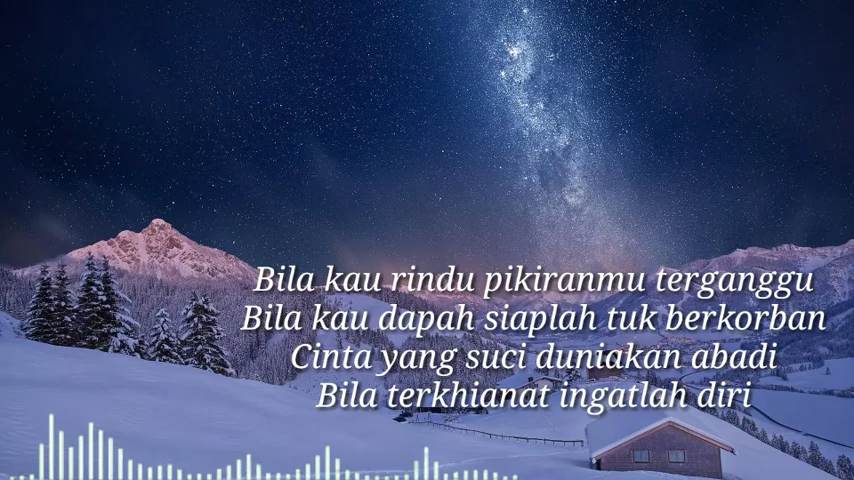 Bila kau rindu pikiranmu terganggu
Bila kau dapah siaplah tuk berkorban
Cinta yang suci duniakan abadi
Bila terkhianat ingatlah diri